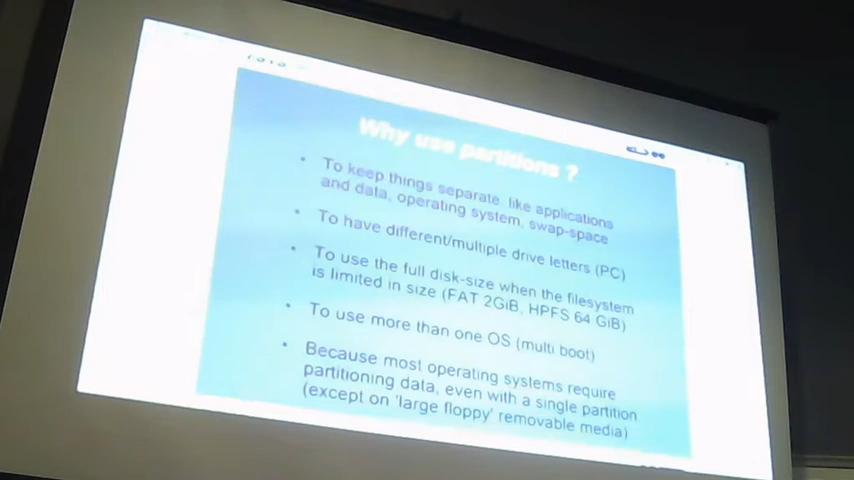 Why use partitions ?
• To keep things separate, like applications
and data, operating system, swap-space
• To have different/multiple drive letters (PC)
• To use the full disk-size when the filesystem
is limited in size (FAT 2GiB, HPFS 64 GiB)
• To use more than one OS (multi boot)
• Because most operating systems require
partitioning data, even with a single partition
(except on 'large floppy' removable media)